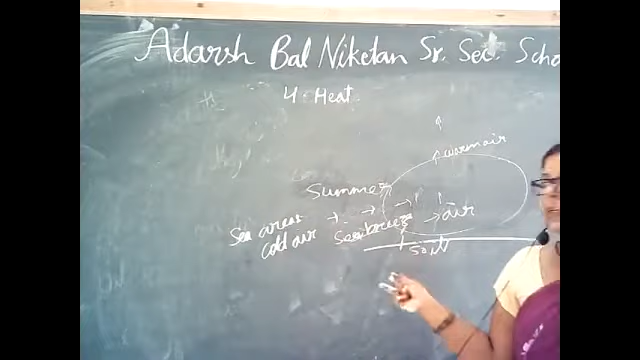 Adarsh Bal Niketan Sr. Sec. Scho
4. Heat
warm air
Summer
Sea areas
cold air
Sea breeze
air
Soil